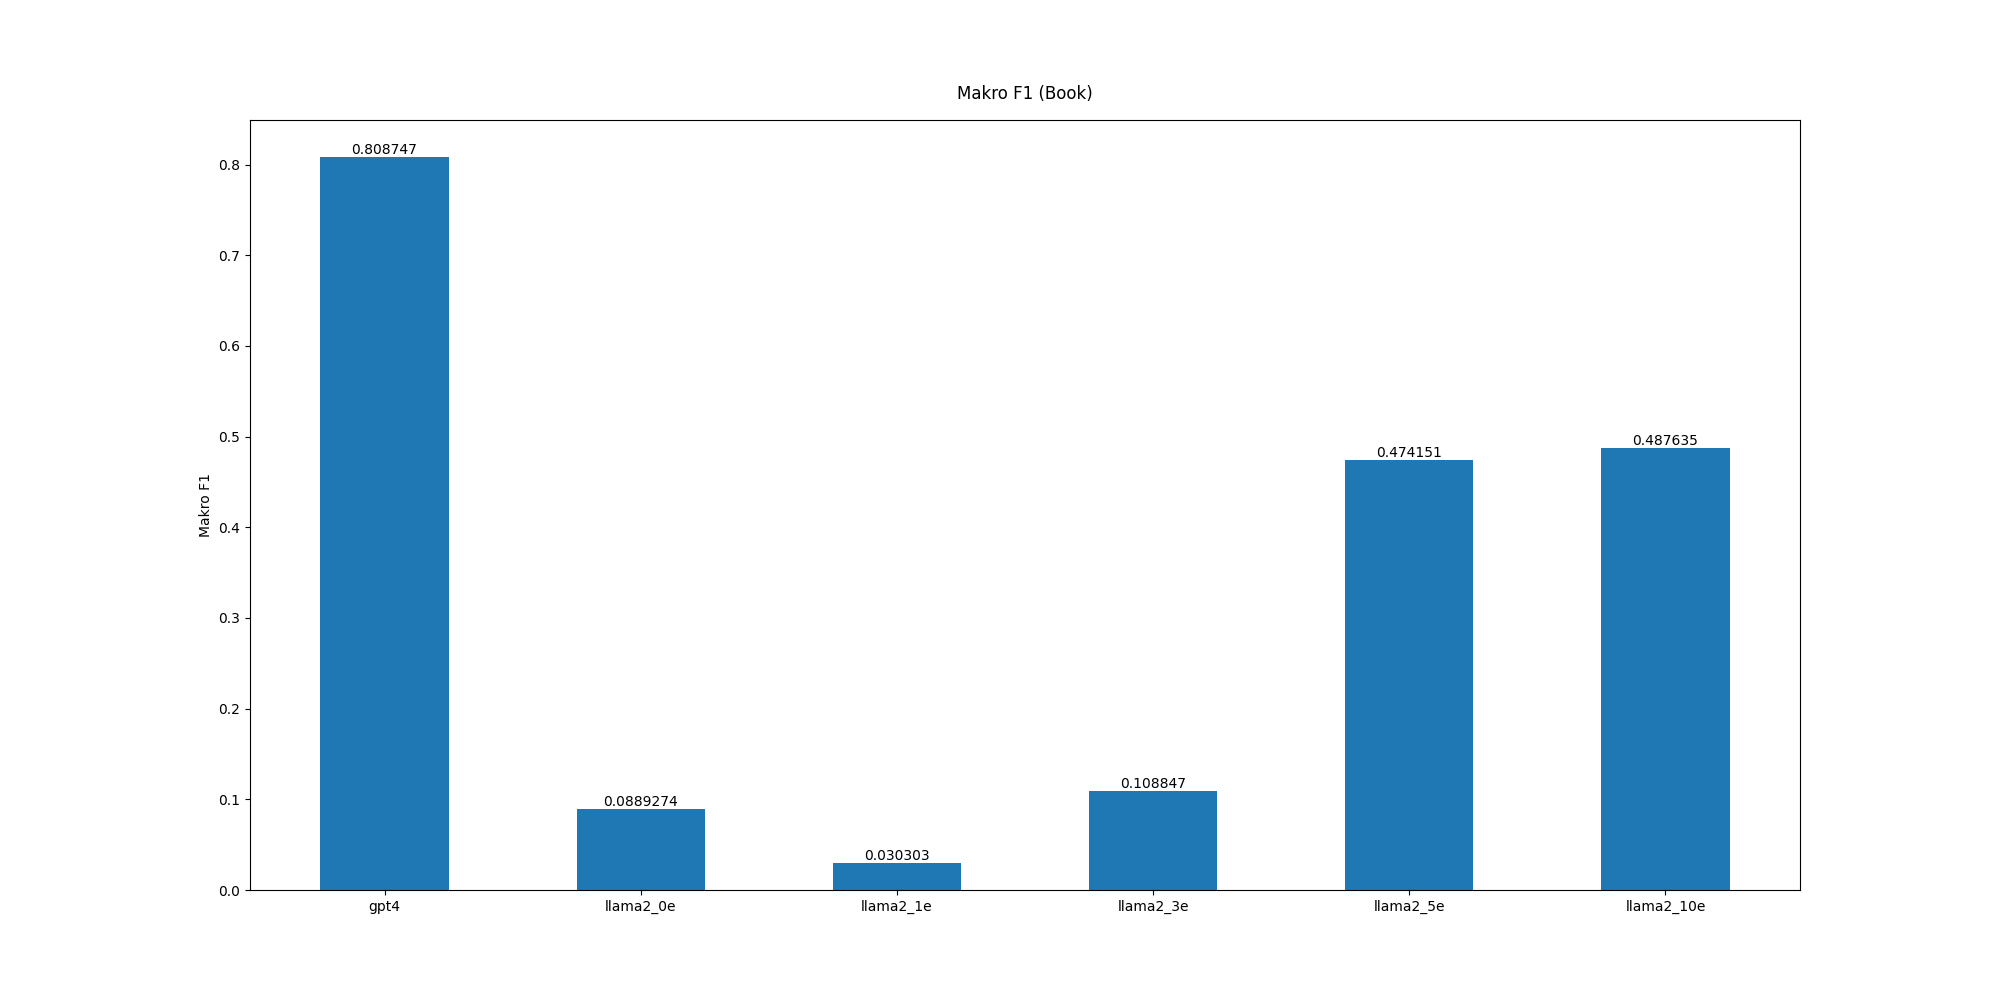 Makro F1 (Book)
Makro F1
0.8
0.7
0.6
0.5
0.4
0.3
0.2
0.1
0.0
0.808747
0.0889274
0.030303
0.108847
0.474151
0.487635
gpt4
llama2_0e
llama2_1e
llama2_3e
llama2_5e
llama2_10e